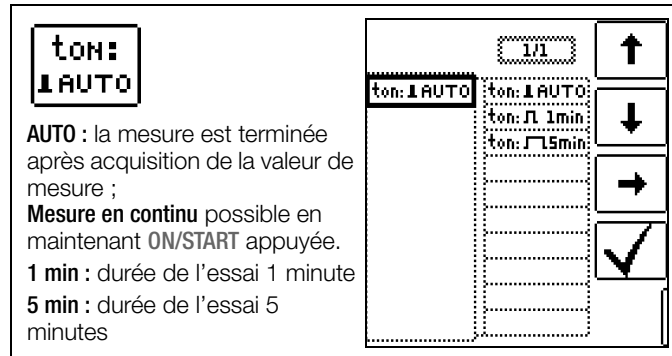 ton:
AUTO
AUTO : la mesure est terminée
après acquisition de la valeur de
mesure ;
Mesure en continu possible en
maintenant ON/START appuyée.
1 min : durée de l'essai 1 minute
5 min : durée de l'essai 5
minutes
1/1
ton: AUTO
ton: AUTO
ton: 1min
ton: 5min